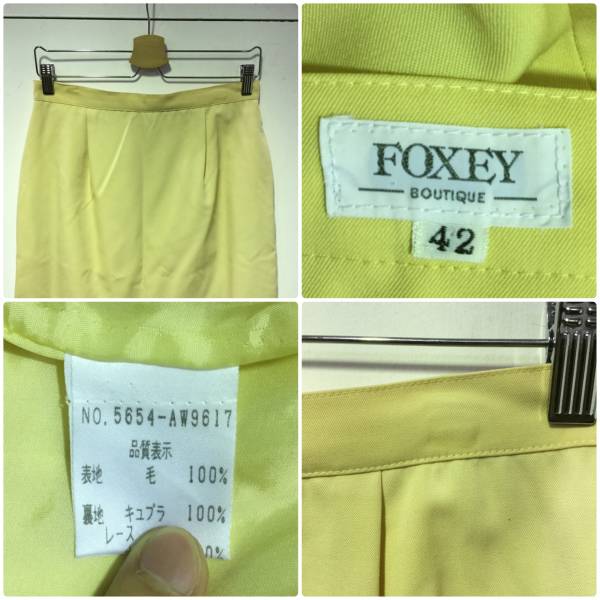 FOXEY
BOUTIQUE
42
NO.5654-AW9617
品質表示
表地 毛 100%
裏地 キュプラ 100%
レース
0%